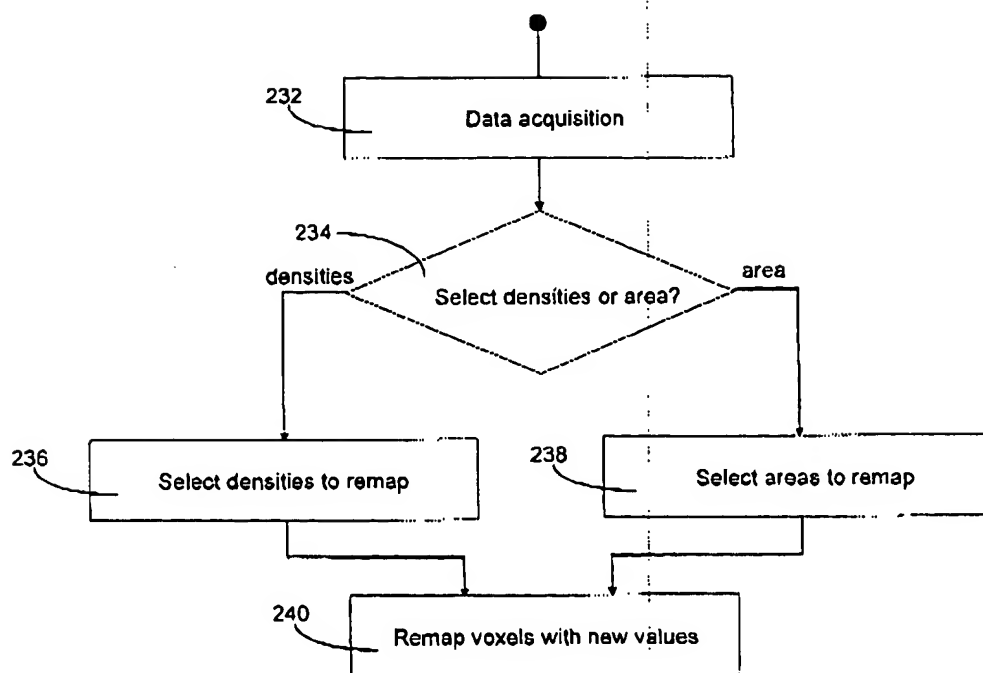 232
Data acquisition
234
densities
area
Select densities or area?
236
Select densities to remap
238
Select areas to remap
240
Remap voxels with new values